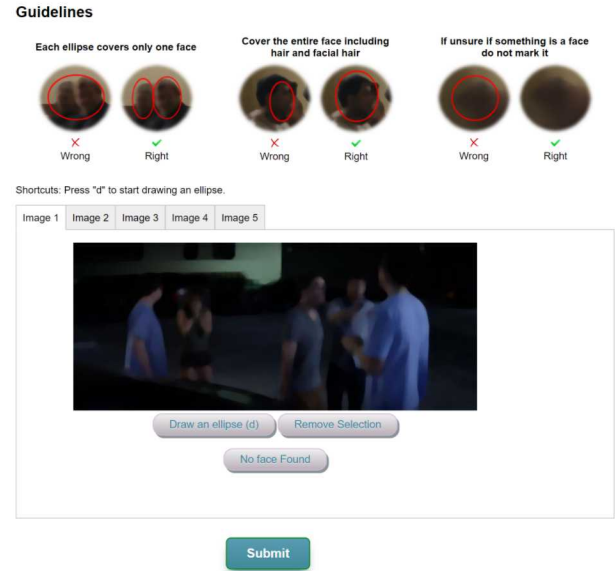 Guidelines
Each ellipse covers only one face
Wrong
Right
Cover the entire face including
hair and facial hair
Wrong
Right
If unsure if something is a face
do not mark it
Wrong
Right
Shortcuts: Press "d" to start drawing an ellipse.
Image 1
Image 2
Image 3
Image 4
Image 5
Draw an ellipse (d)
Remove Selection
No face Found
Submit